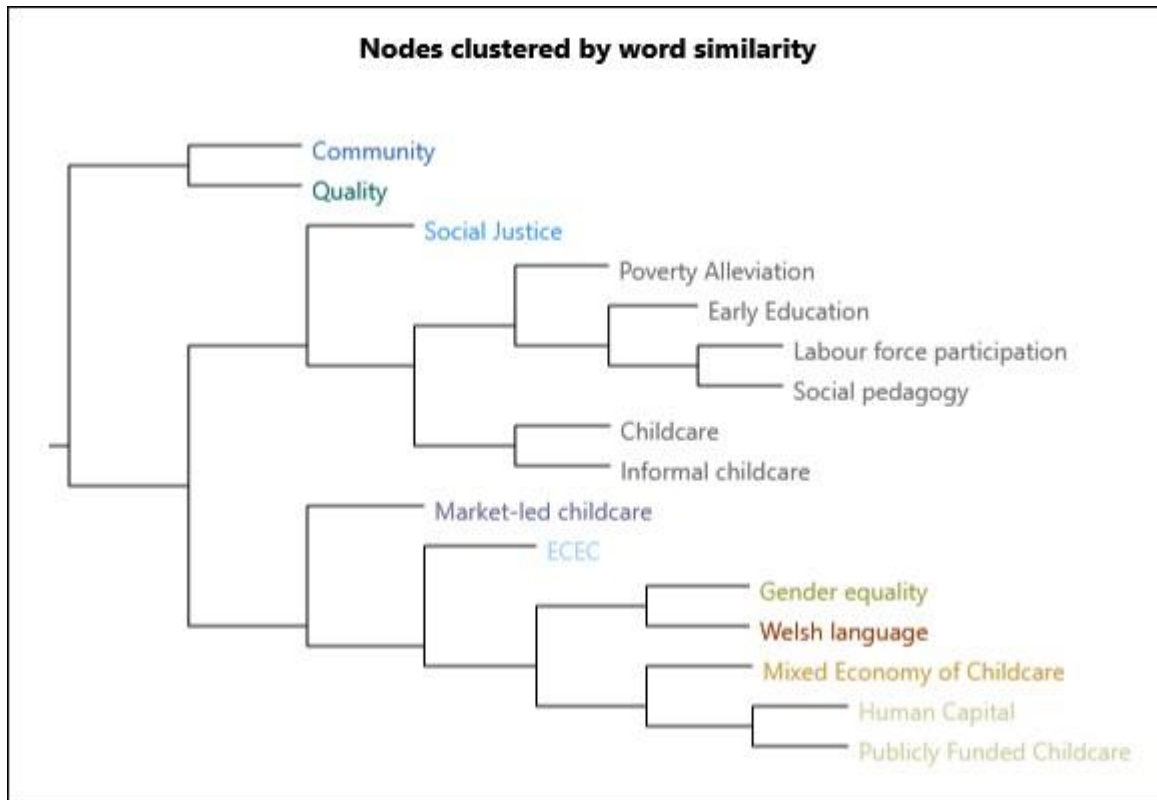 Nodes clustered by word similarity
Community
Quality
Social Justice
Poverty Alleviation
Early Education
Labour force participation
Social pedagogy
Childcare
Informal childcare
Market-led childcare
ECEC
Gender equality
Welsh language
Mixed Economy of Childcare
Human Capital
Publicly Funded Childcare